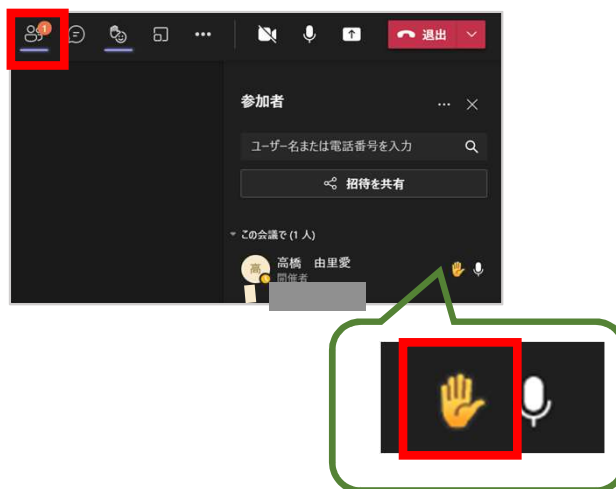 1
退出
参加者
ユーザー名または電話番号を入力
招待を共有
この会議で (1 人)
高
高橋 由里愛
開催者